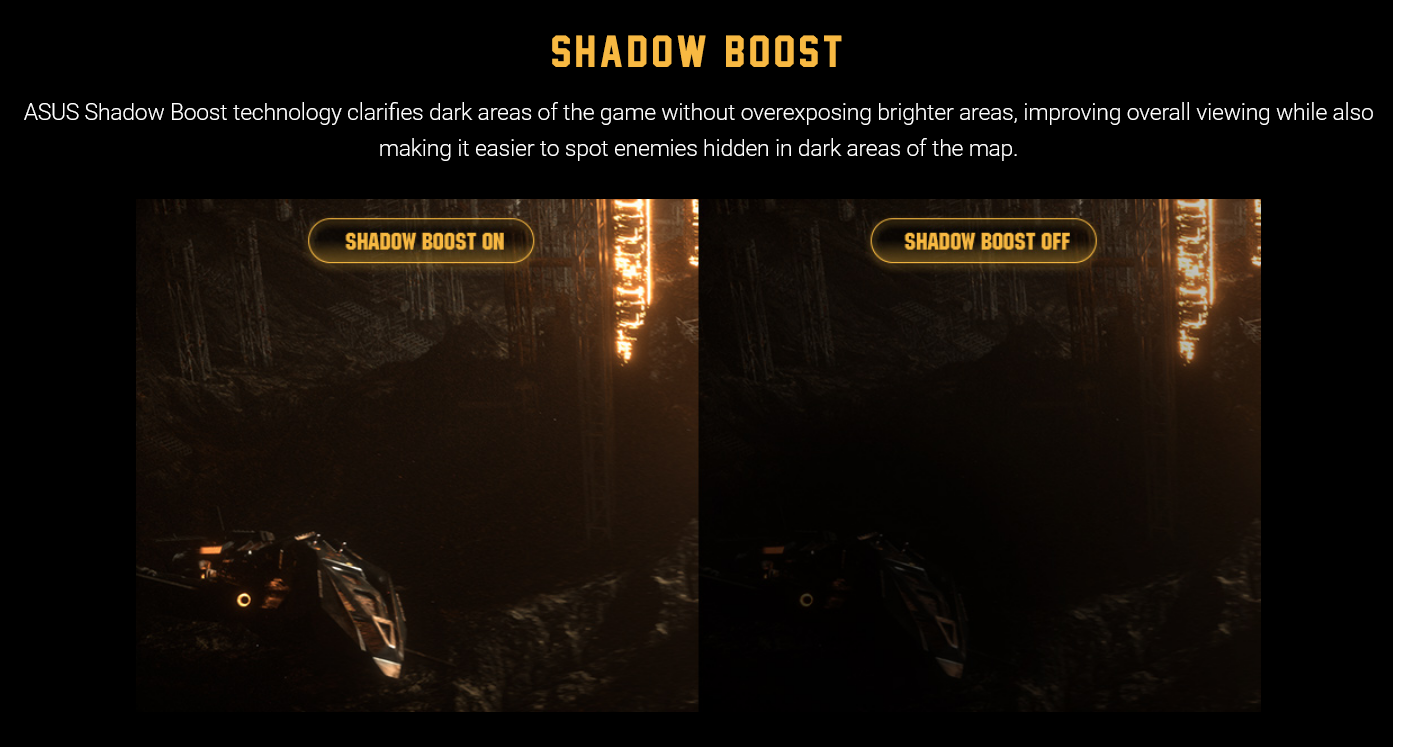 SHADOW BOOST
ASUS Shadow Boost technology clarifies dark areas of the game without overexposing brighter areas, improving overall viewing while also
making it easier to spot enemies hidden in dark areas of the map.
SHADOW BOOST ON
SHADOW BOOST OFF